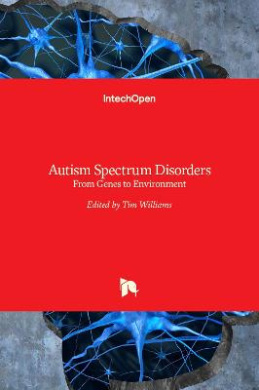 IntechOpen
Autism Spectrum Disorders
From Genes to Environment
Edited by Tim Williams